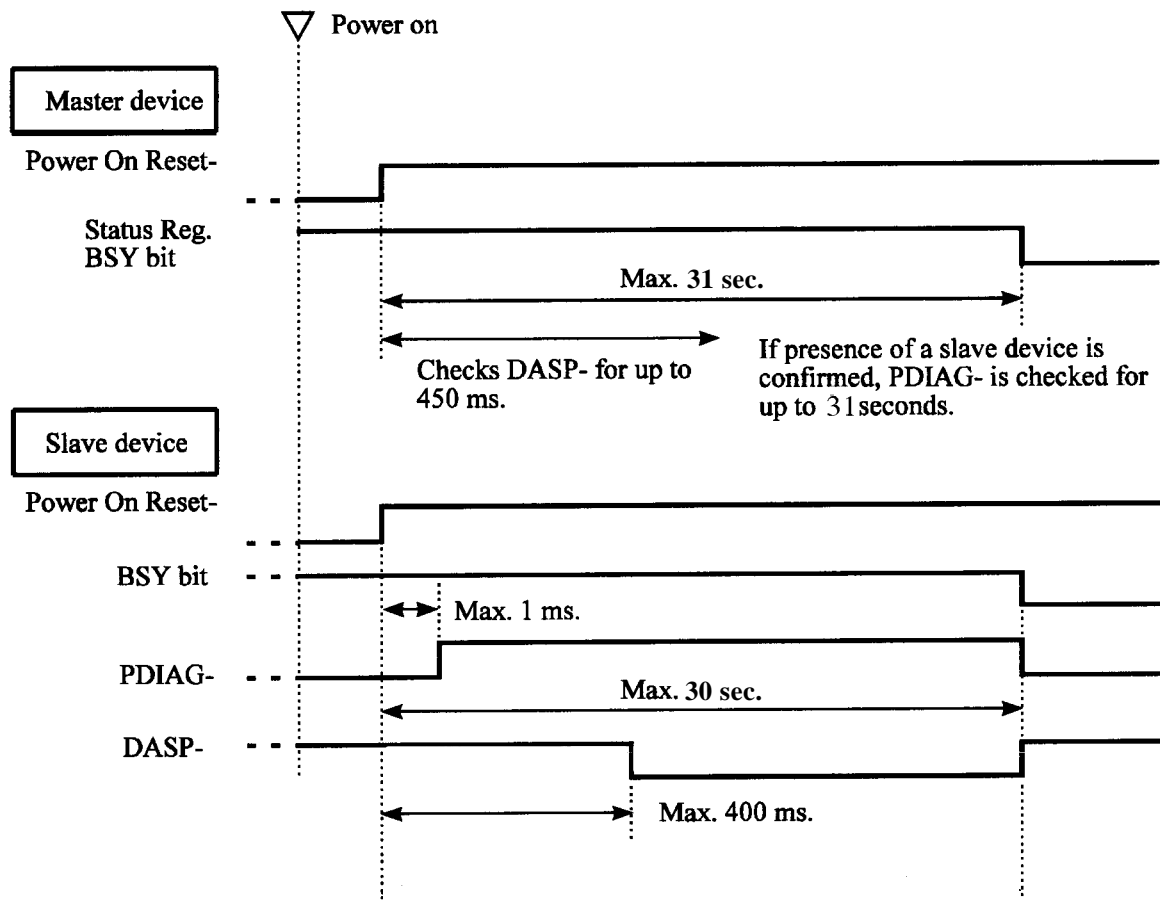 Power on
Master device
Power On Reset-
Status Reg.
BSY bit
Max. 31 sec.
Checks DASP- for up to
450 ms.
If presence of a slave device is
confirmed, PDIAG- is checked for
up to 31seconds.
Slave device
Power On Reset-
BSY bit
Max. 1 ms.
PDIAG-
Max. 30 sec.
DASP-
Max. 400 ms.